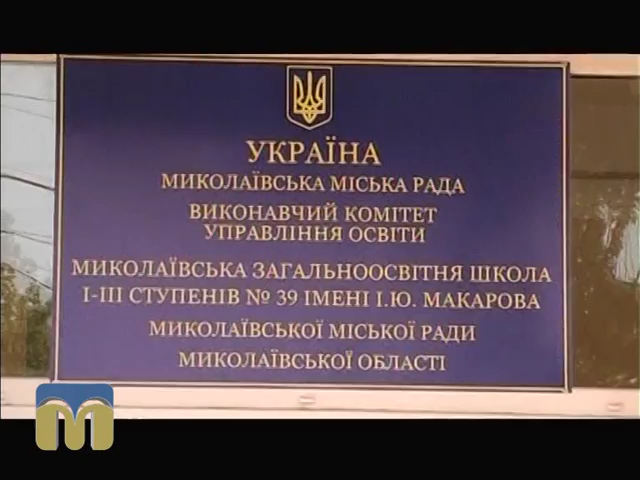 УКРАЇНА
МИКОЛАЇВСЬКА МІСЬКА РАДА
ВИКОНАВЧИЙ КОМІТЕТ
УПРАВЛІННЯ ОСВІТИ
МИКОЛАЇВСЬКА ЗАГАЛЬНООСВІТНЯ ШКОЛА
І-ІІІ СТУПЕНІВ № 39 ІМЕНІ І.Ю. МАКАРОВА
МИКОЛАЇВСЬКОЇ МІСЬКОЇ РАДИ
МИКОЛАЇВСЬКОЇ ОБЛАСТІ
М